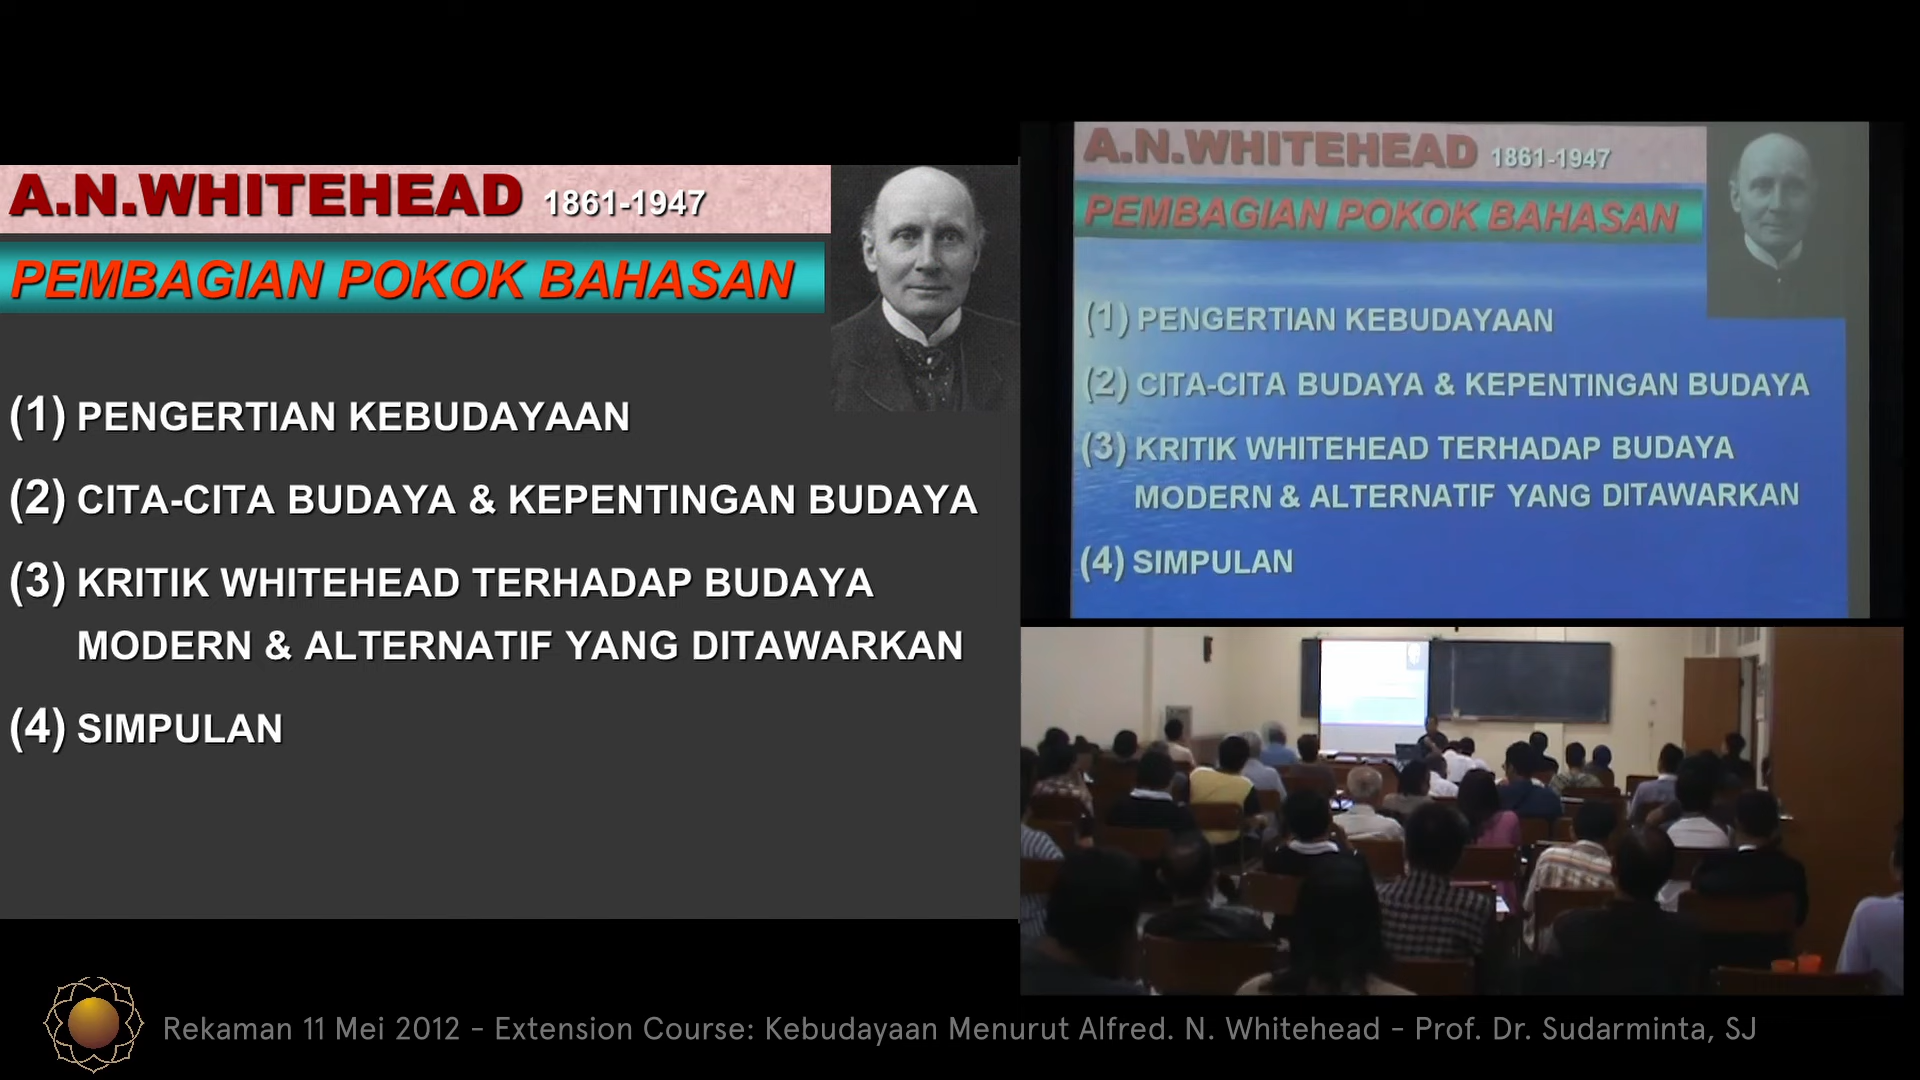 A.N.WHITEHEAD 1861-1947
PEMBAGIAN POKOK BAHASAN
(1) PENGERTIAN KEBUDAYAAN
(2) CITA-CITA BUDAYA & KEPENTINGAN BUDAYA
(3) KRITIK WHITEHEAD TERHADAP BUDAYA
MODERN & ALTERNATIF YANG DITAWARKAN
(4) SIMPULAN
A.N.WHITEHEAD 1861-1947
PEMBAGIAN POKOK BAHASAN
(1) PENGERTIAN KEBUDAYAAN
(2) CITA-CITA BUDAYA & KEPENTINGAN BUDAYA
(3) KRITIK WHITEHEAD TERHADAP BUDAYA
MODERN & ALTERNATIF YANG DITAWARKAN
(4) SIMPULAN
Rekaman 11 Mei 2012 - Extension Course: Kebudayaan Menurut Alfred. N. Whitehead - Prof. Dr. Sudarminta, SJ